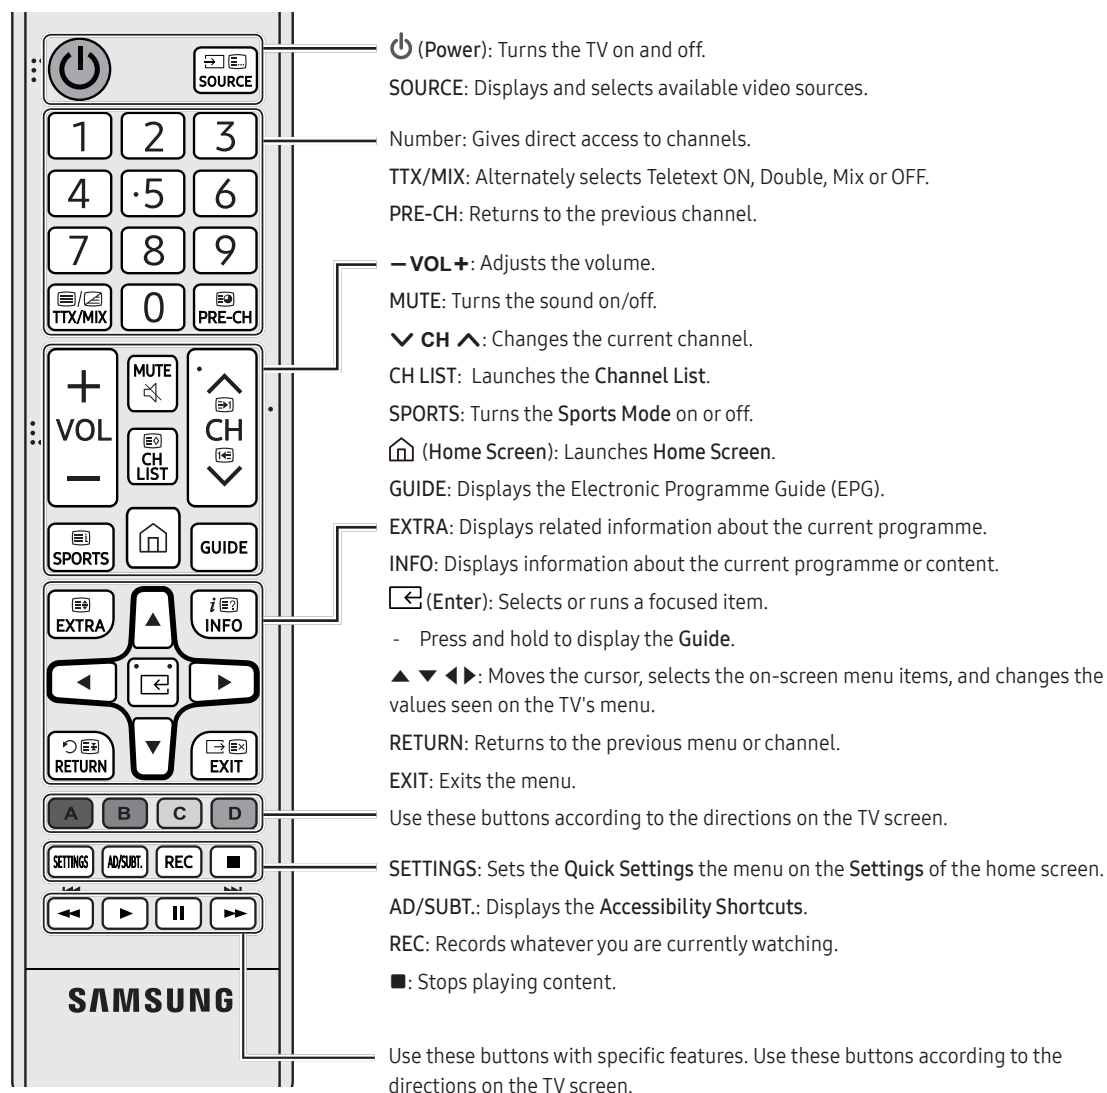 SOURCE
1 2 3
4 ·5 6
7 8 9
TTX/MIX 0 PRE-CH
+ MUTE
VOL CH
CH LIST
−
SPORTS GUIDE
EXTRA INFO
RETURN EXIT
A B C D
SETTINGS AD/SUBT. REC
SAMSUNG
(Power): Turns the TV on and off.
SOURCE: Displays and selects available video sources.
Number: Gives direct access to channels.
TTX/MIX: Alternately selects Teletext ON, Double, Mix or OFF.
PRE-CH: Returns to the previous channel.
− VOL +: Adjusts the volume.
MUTE: Turns the sound on/off.
CH : Changes the current channel.
CH LIST:  Launches the Channel List.
SPORTS: Turns the Sports Mode on or off.
(Home Screen): Launches Home Screen.
GUIDE: Displays the Electronic Programme Guide (EPG).
EXTRA: Displays related information about the current programme.
INFO: Displays information about the current programme or content.
(Enter): Selects or runs a focused item.
- Press and hold to display the Guide.
▲ ▼ ◀ ▶: Moves the cursor, selects the on-screen menu items, and changes the
values seen on the TV's menu.
RETURN: Returns to the previous menu or channel.
EXIT: Exits the menu.
Use these buttons according to the directions on the TV screen.
SETTINGS: Sets the Quick Settings the menu on the Settings of the home screen.
AD/SUBT.: Displays the Accessibility Shortcuts.
REC: Records whatever you are currently watching.
■: Stops playing content.
Use these buttons with specific features. Use these buttons according to the
directions on the TV screen.